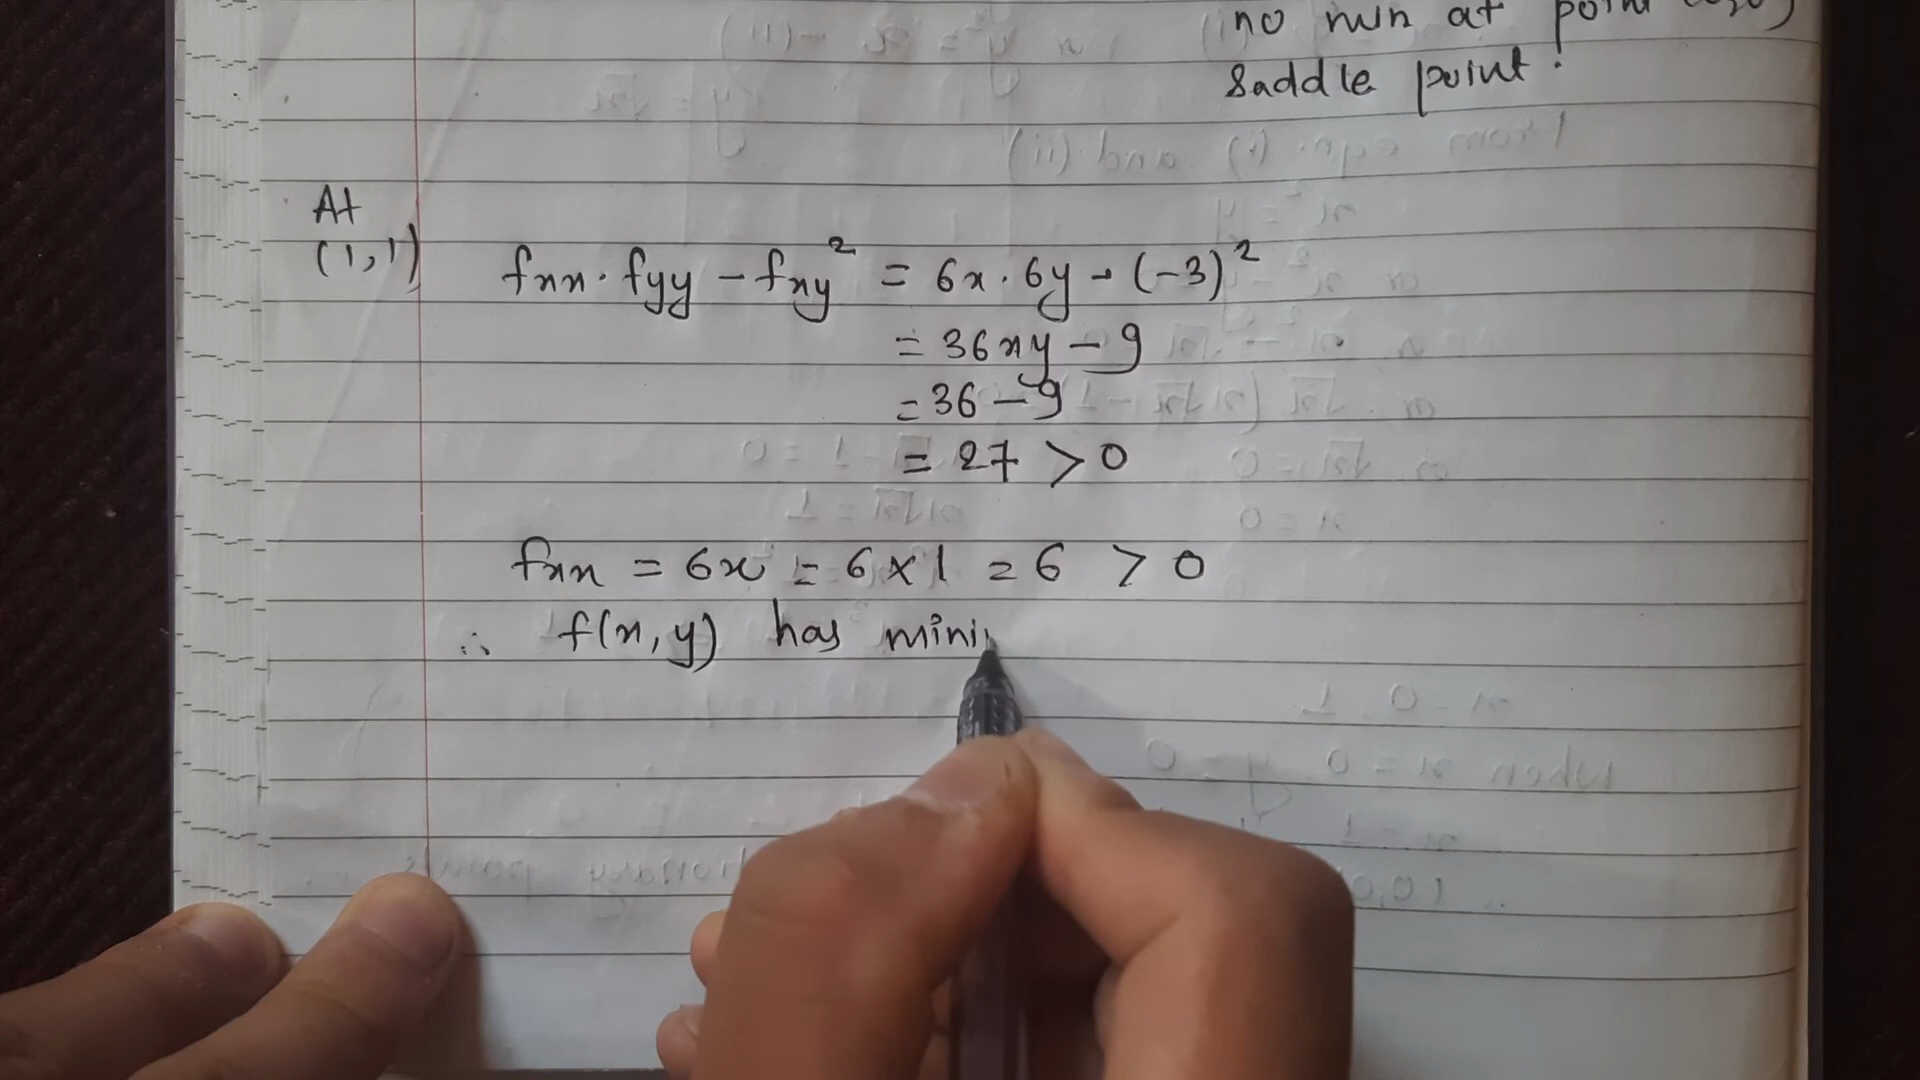 no min at point
saddle point.
At
(1,1)
fxx · fyy - fxy² = 6x · 6y - (-3)²
= 36xy - 9
= 36 - 9
= 27 > 0
fxx = 6x = 6 × 1 = 6 > 0
∴ f(x,y) has mini